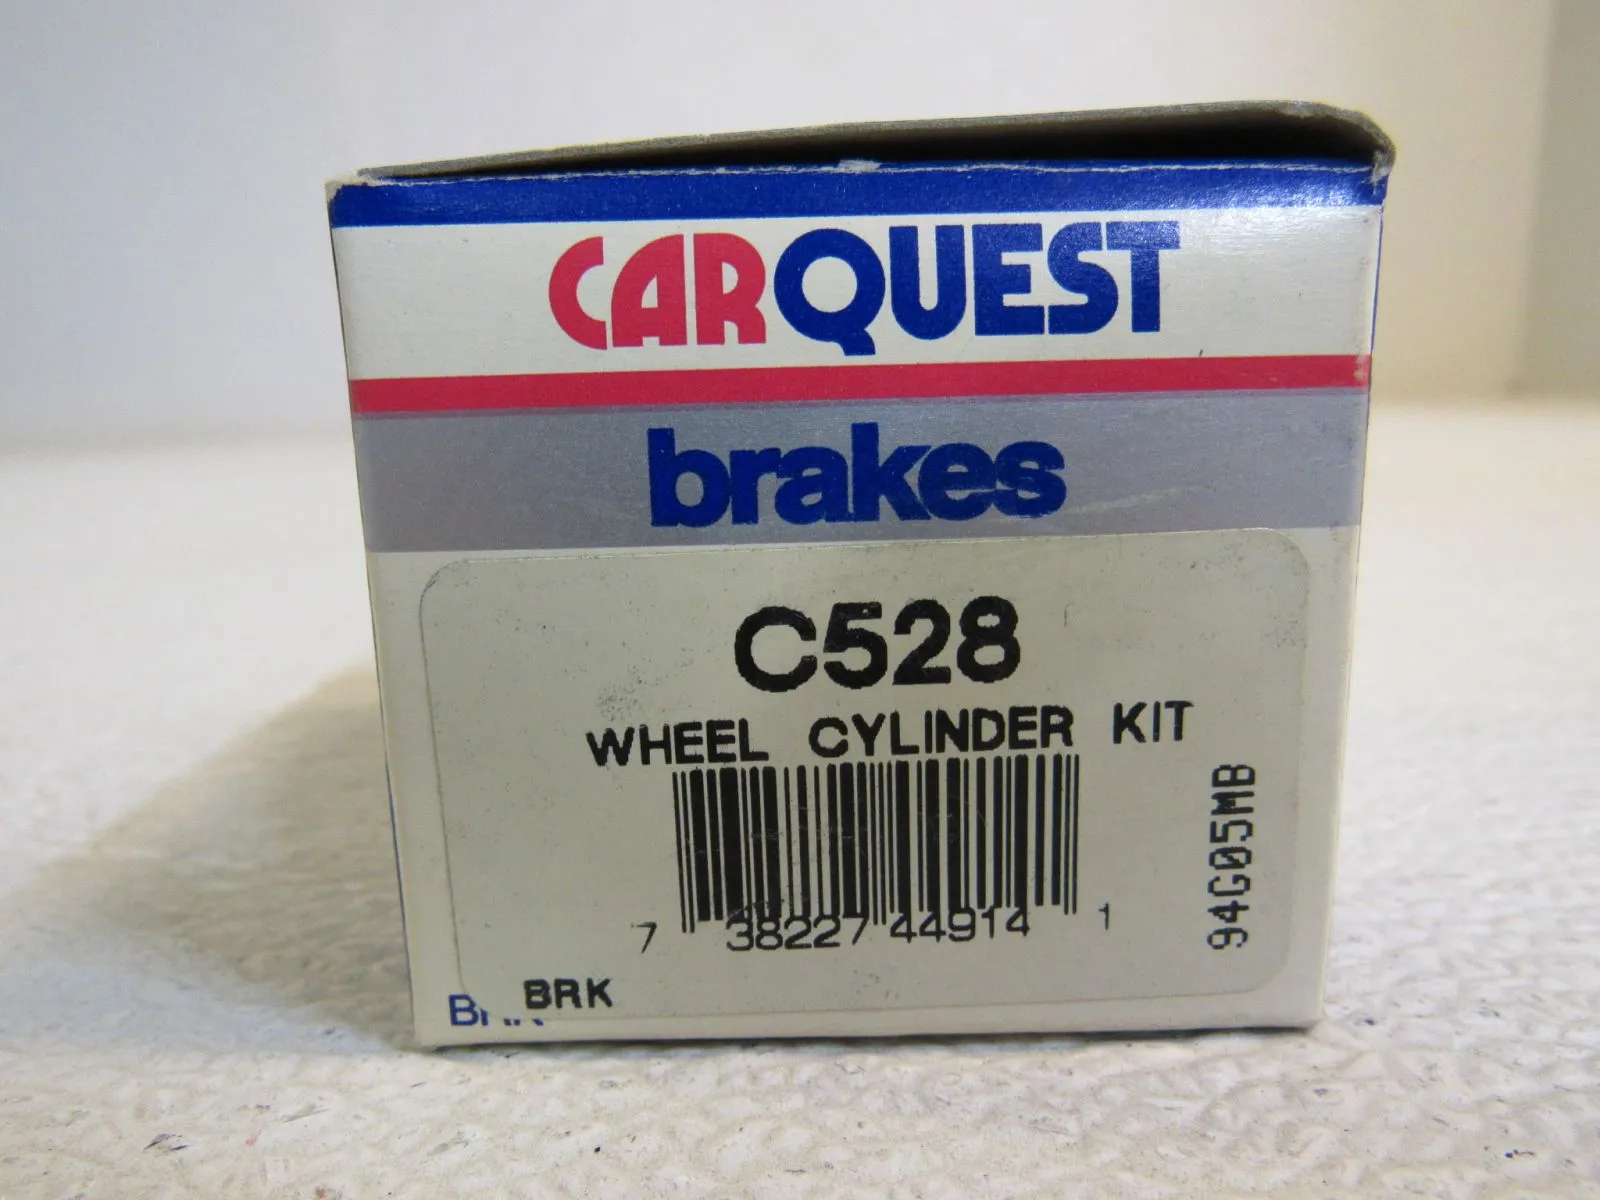 CARQUEST
brakes
C528
WHEEL CYLINDER KIT
7 38227 44914 1
94G05MB
BRK